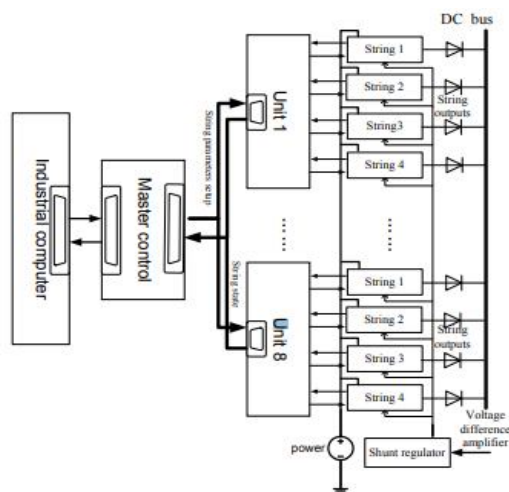 DC bus
String 1
String 2
String3
String 4
String outputs
Unit 1
String parameters setup
Master control
Industrial computer
String state
......
......
String 1
String 2
String 3
String 4
String
outputs
Unit 8
power
Shunt regulator
Voltage
difference
amplifier